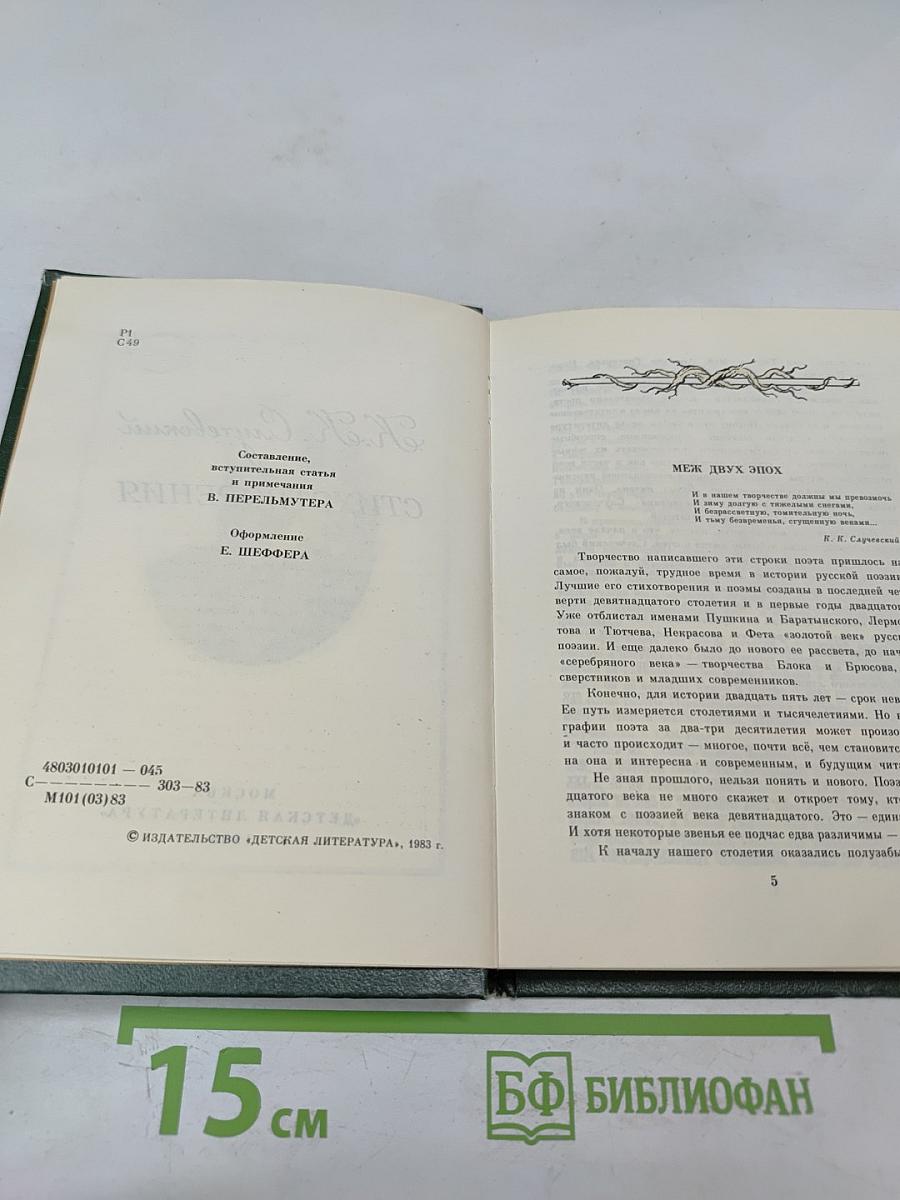 Р1
С49
Составление,
вступительная статья
и примечания
В. ПЕРЕЛЬМУТЕРА
Оформление
Е. ШЕФФЕРА
4803010101 — 045
С——————— 303—83
М101(03)83
© ИЗДАТЕЛЬСТВО «ДЕТСКАЯ ЛИТЕРАТУРА», 1983 г.
МЕЖ ДВУХ ЭПОХ
И в нашем творчестве должны мы превозмочь
И зиму долгую с тяжелыми снегами,
И безрассветную, томительную ночь,
И тьму безвременья, сгущенную веками...
К. К. Случевский
Творчество написавшего эти строки поэта пришлось на
самое, пожалуй, трудное время в истории русской поэзии
Лучшие его стихотворения и поэмы созданы в последней чет
верти девятнадцатого столетия и в первые годы двадцатог
Уже отблистал именами Пушкина и Баратынского, Лермо
това и Тютчева, Некрасова и Фета «золотой век» русс
поэзии. И еще далеко было до нового ее рассвета, до нач
«серебряного века» — творчества Блока и Брюсова,
сверстников и младших современников.
Конечно, для истории двадцать пять лет — срок нев
Ее путь измеряется столетиями и тысячелетиями. Но в
графии поэта за два-три десятилетия может произо
и часто происходит — многое, почти всё, чем становитс
на она и интересна и современным, и будущим чита
Не зная прошлого, нельзя понять и нового. Поэз
дцатого века не много скажет и откроет тому, кт
знаком с поэзией века девятнадцатого. Это — един
И хотя некоторые звенья ее подчас едва различимы —
К началу нашего столетия оказались полузабы
5
15 см
БФ БИБЛИОФАН